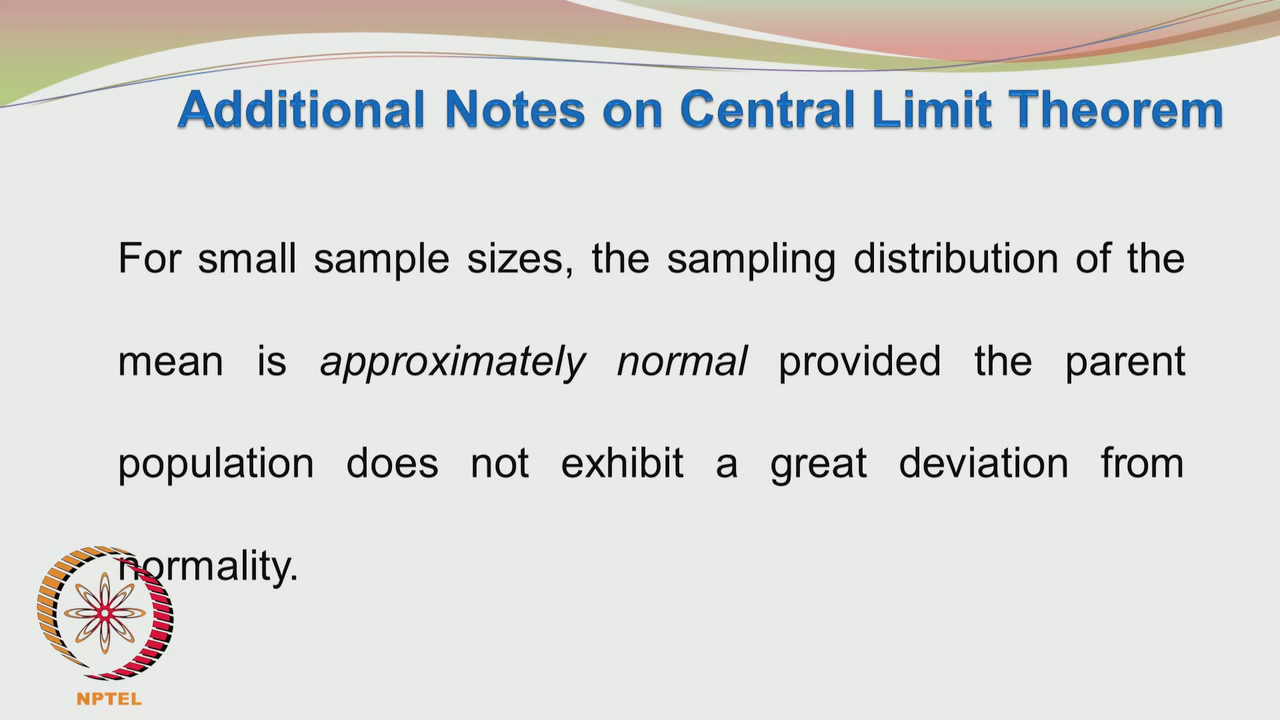 Additional Notes on Central Limit Theorem
For small sample sizes, the sampling distribution of the
mean is approximately normal provided the parent
population does not exhibit a great deviation from
normality.
NPTEL